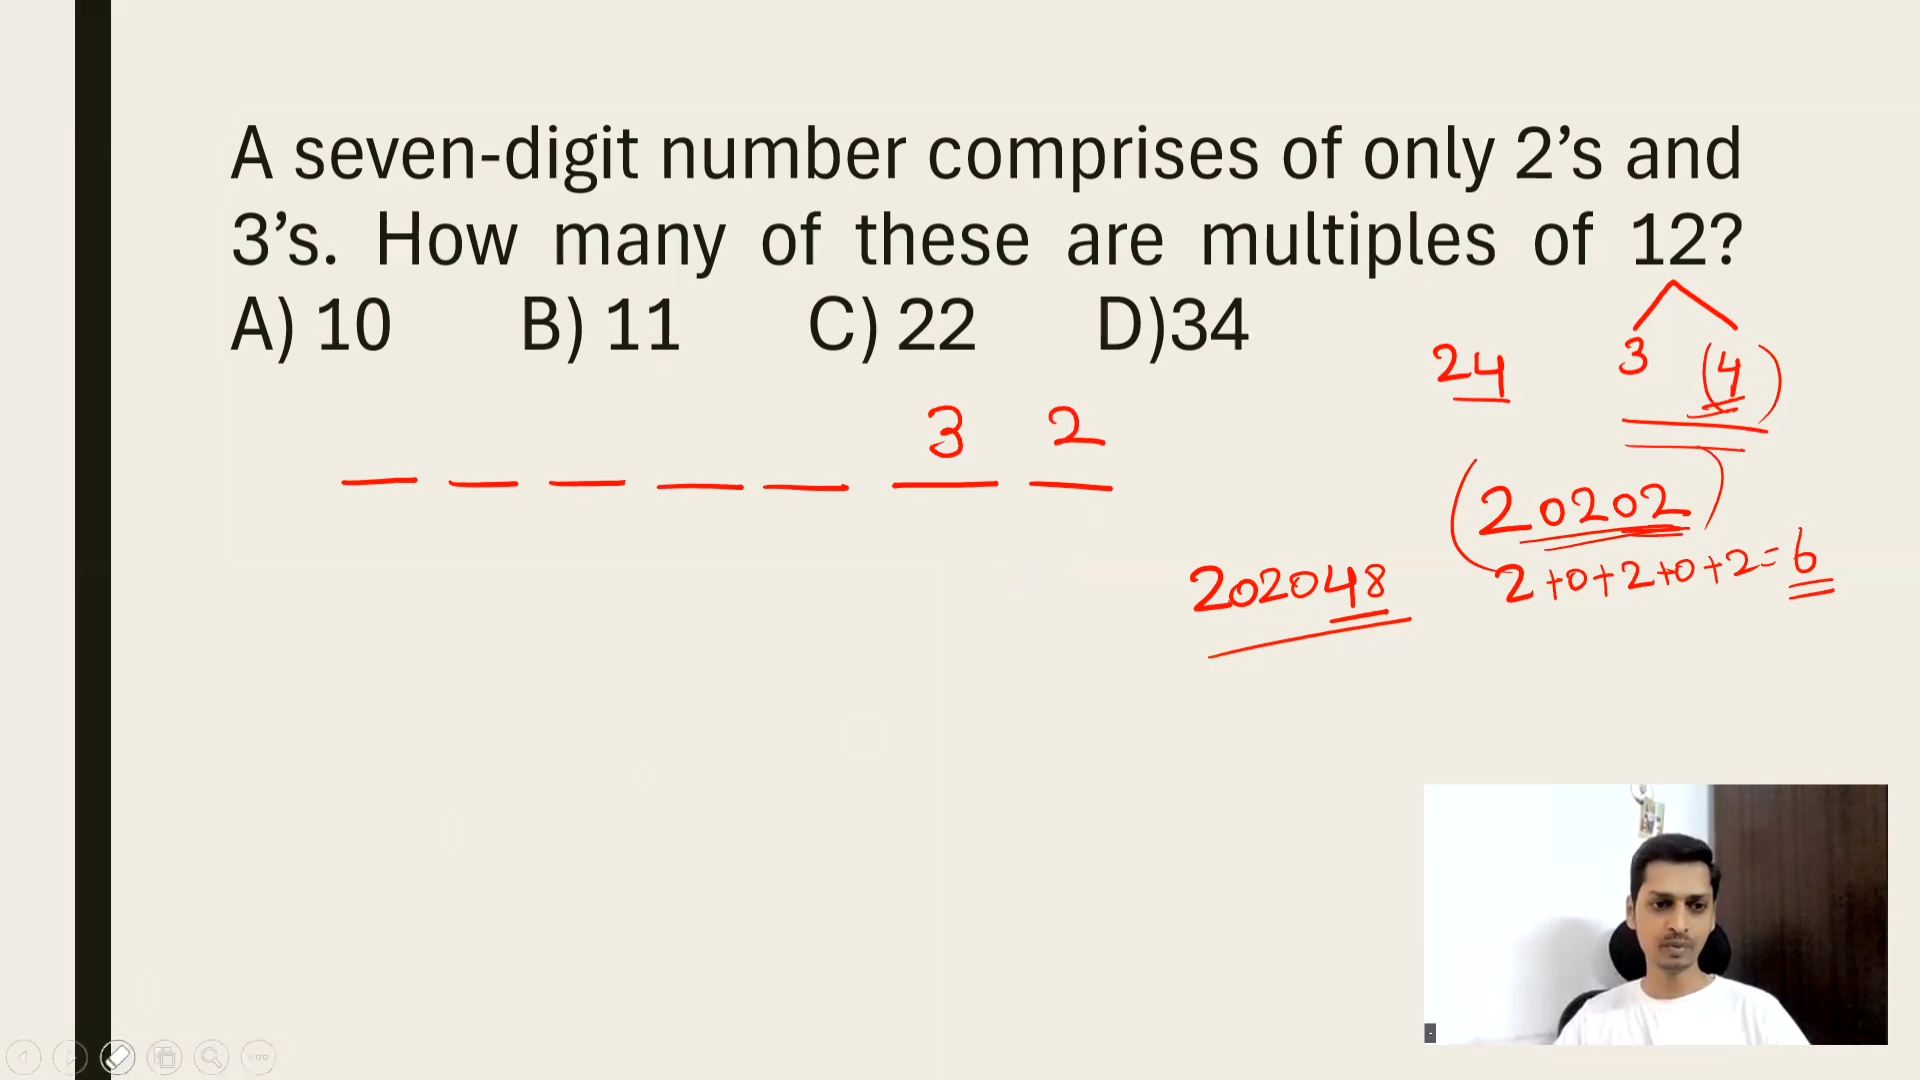 A seven-digit number comprises of only 2’s and
3’s. How many of these are multiples of 12?
A) 10 B) 11 C) 22 D)34
24 3 (4)
3 2
(20202)
202048 2+0+2+0+2=6